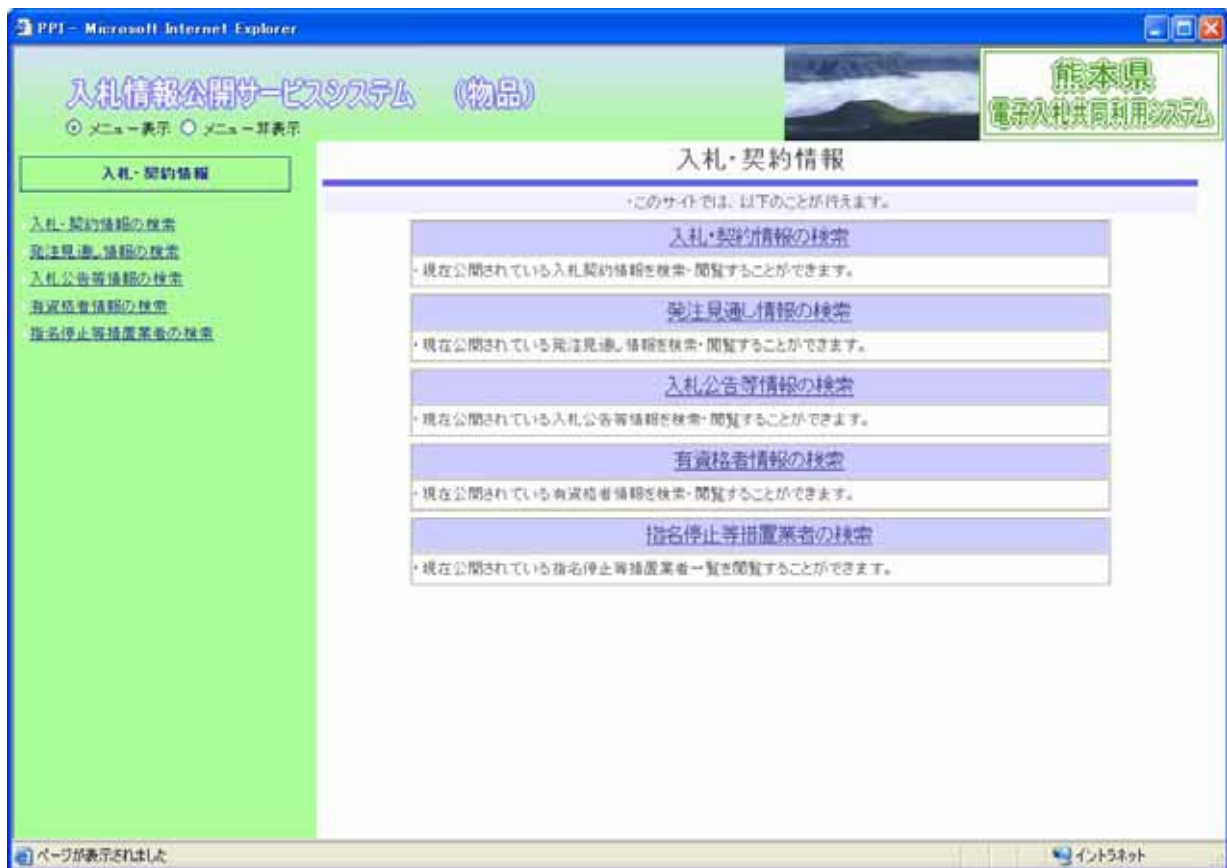 PPI - Microsoft Internet Explorer
入札情報公開サービスシステム (物品)
メニュー表示 メニュー非表示
熊本県
電子入札共同利用システム
入札・契約情報
入札・契約情報の検索
発注見通し情報の検索
入札公告等情報の検索
有資格者情報の検索
指名停止等措置業者の検索
入札・契約情報
・このサイトでは、以下のことが行えます。
入札・契約情報の検索
・現在公開されている入札契約情報を検索・閲覧することができます。
発注見通し情報の検索
・現在公開されている発注見通し情報を検索・閲覧することができます。
入札公告等情報の検索
・現在公開されている入札公告等情報を検索・閲覧することができます。
有資格者情報の検索
・現在公開されている有資格者情報を検索・閲覧することができます。
指名停止等措置業者の検索
・現在公開されている指名停止等措置業者一覧を閲覧することができます。
ページが表示されました
イントラネット